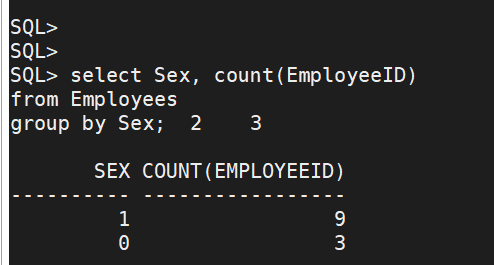 SQL>
SQL>
SQL> select Sex, count(EmployeeID)
from Employees
group by Sex;  2    3

       SEX COUNT(EMPLOYEEID)
---------- -----------------
         1                 9
         0                 3